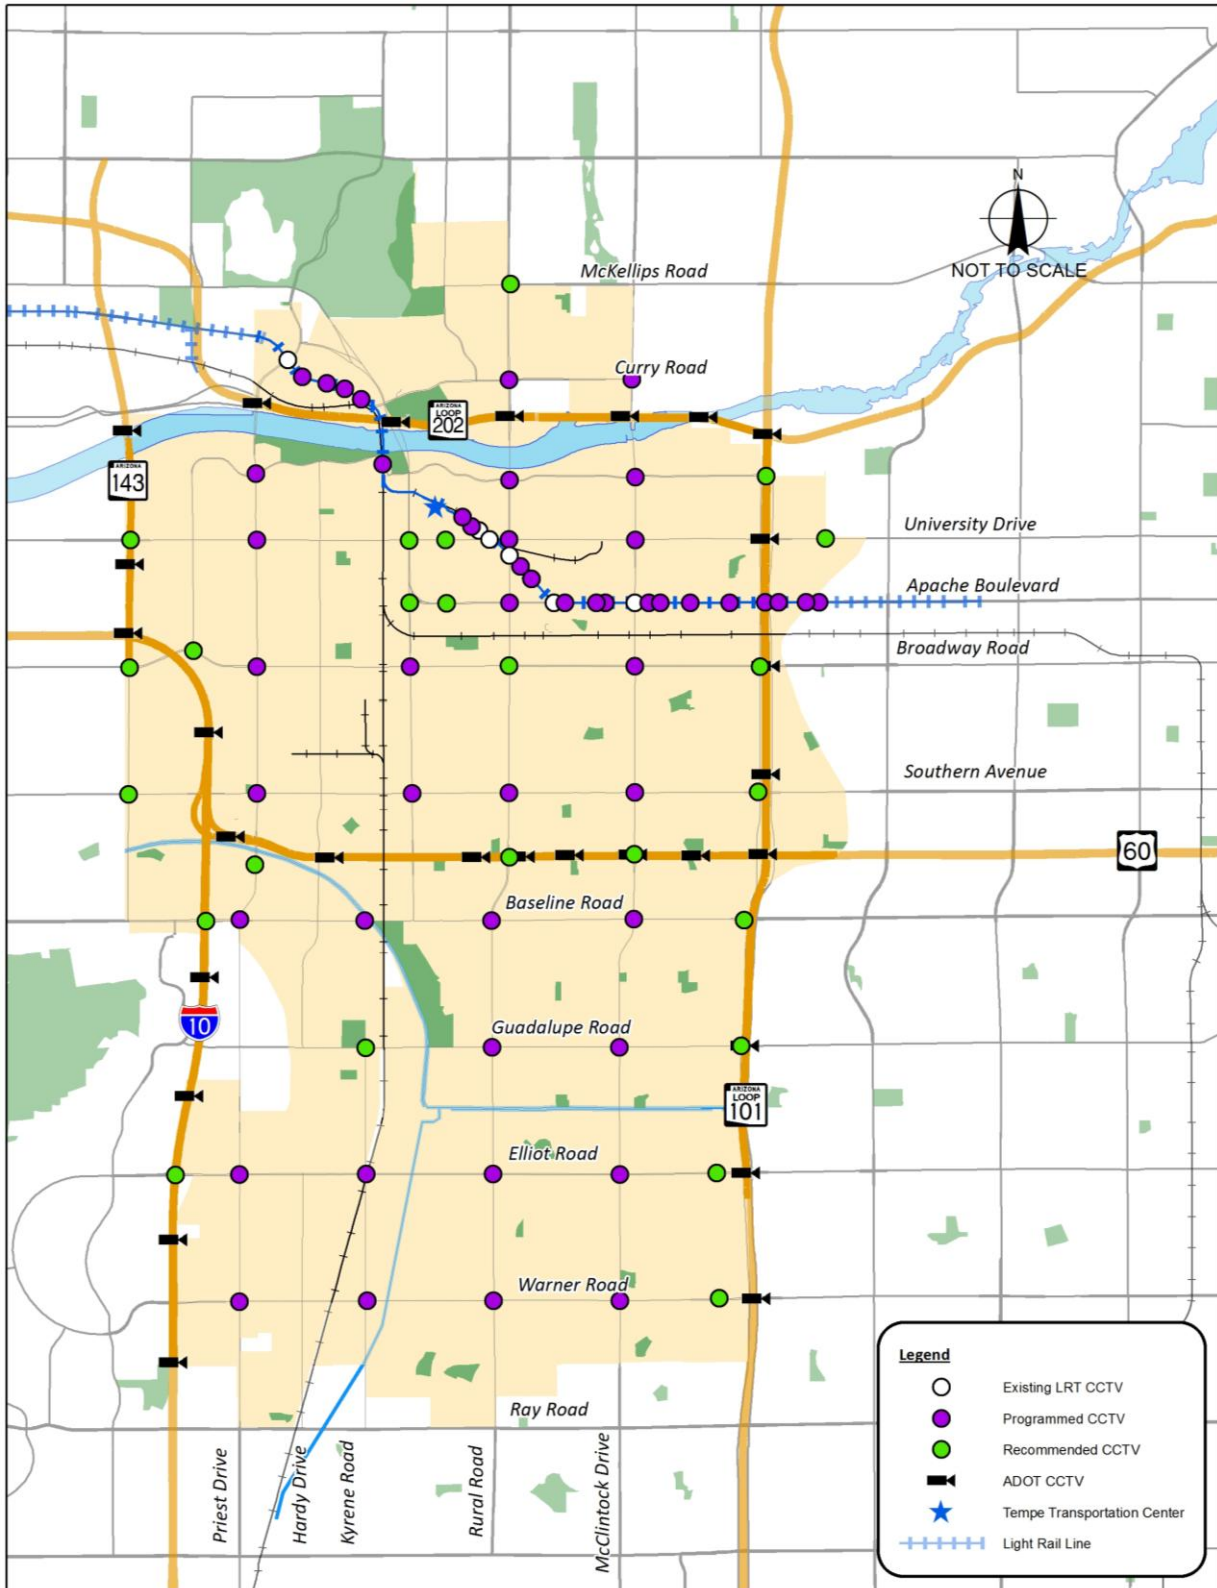 N
NOT TO SCALE
McKellips Road
Curry Road
ARIZONA
LOOP
202
ARIZONA
143
University Drive
Apache Boulevard
Broadway Road
Southern Avenue
60
Baseline Road
10
Guadalupe Road
ARIZONA
LOOP
101
Elliot Road
Warner Road
Ray Road
Priest Drive
Hardy Drive
Kyrene Road
Rural Road
McClintock Drive
Legend
Existing LRT CCTV
Programmed CCTV
Recommended CCTV
ADOT CCTV
Tempe Transportation Center
Light Rail Line